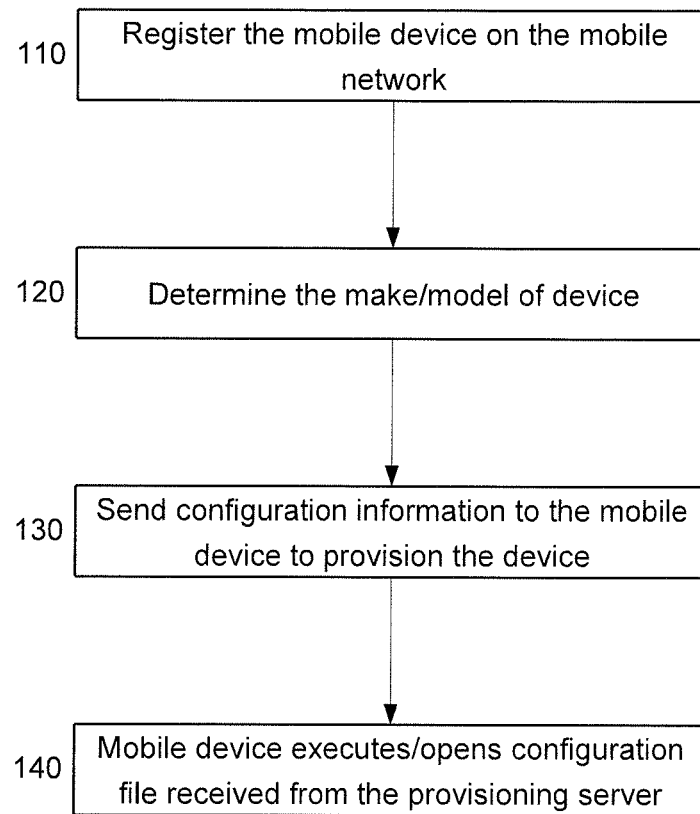 110
Register the mobile device on the mobile
network
120
Determine the make/model of device
130
Send configuration information to the mobile
device to provision the device
140
Mobile device executes/opens configuration
file received from the provisioning server